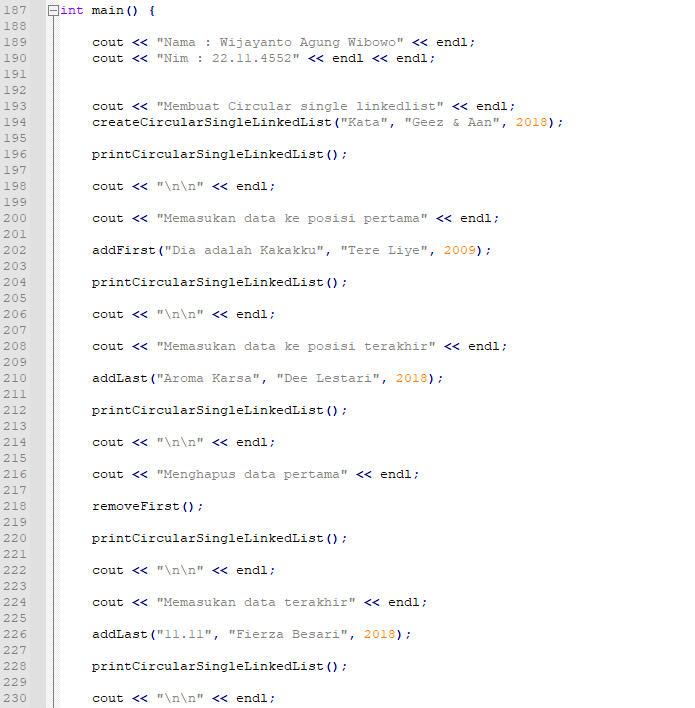 187 int main() {
188
189 cout << "Nama : Wijayanto Agung Wibowo" << endl;
190 cout << "Nim : 22.11.4552" << endl << endl;
191
192
193 cout << "Membuat Circular single linkedlist" << endl;
194 createCircularSingleLinkedList("Kata", "Geez & Aan", 2018);
195
196 printCircularSingleLinkedList();
197
198 cout << "\n\n" << endl;
199
200 cout << "Memasukan data ke posisi pertama" << endl;
201
202 addFirst("Dia adalah Kakakku", "Tere Liye", 2009);
203
204 printCircularSingleLinkedList();
205
206 cout << "\n\n" << endl;
207
208 cout << "Memasukan data ke posisi terakhir" << endl;
209
210 addLast("Aroma Karsa", "Dee Lestari", 2018);
211
212 printCircularSingleLinkedList();
213
214 cout << "\n\n" << endl;
215
216 cout << "Menghapus data pertama" << endl;
217
218 removeFirst();
219
220 printCircularSingleLinkedList();
221
222 cout << "\n\n" << endl;
223
224 cout << "Memasukan data terakhir" << endl;
225
226 addLast("11.11", "Fierza Besari", 2018);
227
228 printCircularSingleLinkedList();
229
230 cout << "\n\n" << endl;